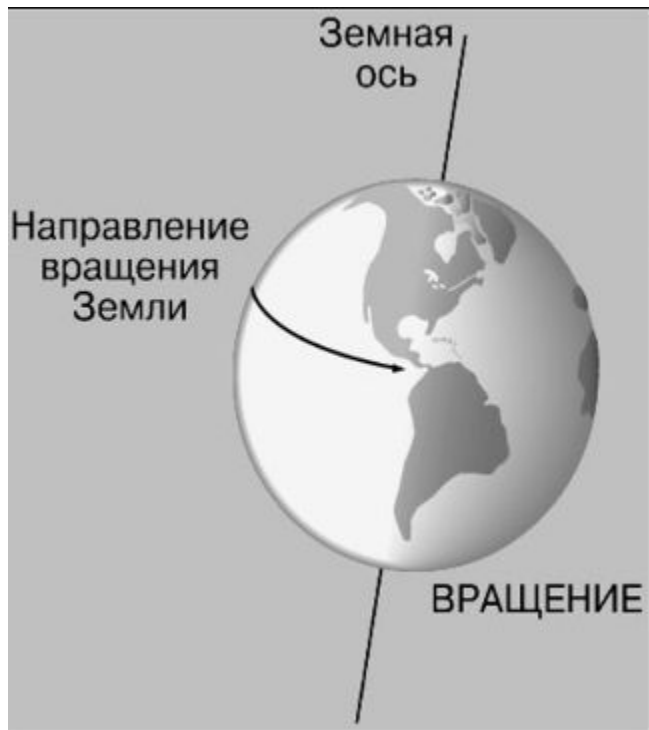 Земная
ось
Направление
вращения
Земли
ВРАЩЕНИЕ